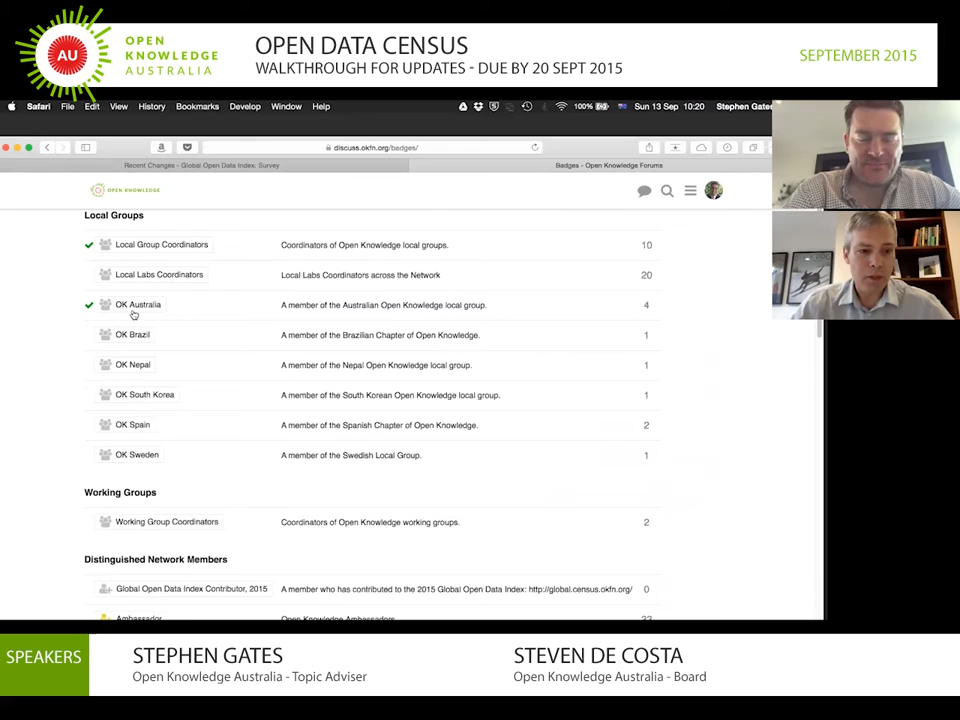 AU
OPEN
KNOWLEDGE
AUSTRALIA
OPEN DATA CENSUS
WALKTHROUGH FOR UPDATES - DUE BY 20 SEPT 2015
SEPTEMBER 2015
Safari File Edit View History Bookmarks Develop Window Help 100% Sun 13 Sep 10:20 Stephen Gates
discuss.okfn.org/badges/
Recent Changes - Global Open Data Index: Survey
Badges - Open Knowledge Forums
OPEN KNOWLEDGE
Local Groups
Local Group Coordinators Coordinators of Open Knowledge local groups. 10
Local Labs Coordinators Local Labs Coordinators across the Network 20
OK Australia A member of the Australian Open Knowledge local group. 4
OK Brazil A member of the Brazilian Chapter of Open Knowledge. 1
OK Nepal A member of the Nepal Open Knowledge local group. 1
OK South Korea A member of the South Korean Open Knowledge local group. 1
OK Spain A member of the Spanish Chapter of Open Knowledge. 2
OK Sweden A member of the Swedish Local Group. 1
Working Groups
Working Group Coordinators Coordinators of Open Knowledge working groups. 2
Distinguished Network Members
Global Open Data Index Contributor, 2015 A member who has contributed to the 2015 Global Open Data Index: http://global.census.okfn.org/ 0
Ambassador Open Knowledge Ambassadors
SPEAKERS
STEPHEN GATES
Open Knowledge Australia - Topic Adviser
STEVEN DE COSTA
Open Knowledge Australia - Board